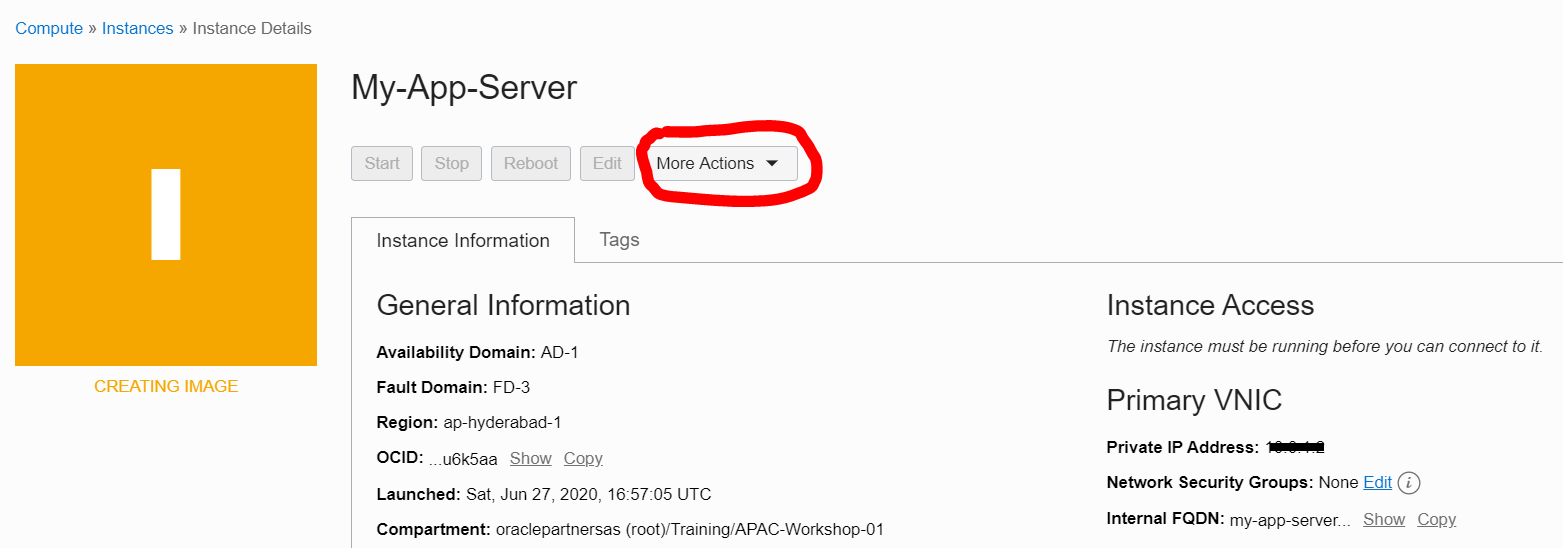 Compute » Instances » Instance Details
My-App-Server
Start Stop Reboot Edit More Actions
CREATING IMAGE
Instance Information Tags
General Information
Availability Domain: AD-1
Fault Domain: FD-3
Region: ap-hyderabad-1
OCID: ...u6k5aa Show Copy
Launched: Sat, Jun 27, 2020, 16:57:05 UTC
Compartment: oraclepartnersas (root)/Training/APAC-Workshop-01
Instance Access
The instance must be running before you can connect to it.
Primary VNIC
Private IP Address:
Network Security Groups: None Edit i
Internal FQDN: my-app-server... Show Copy